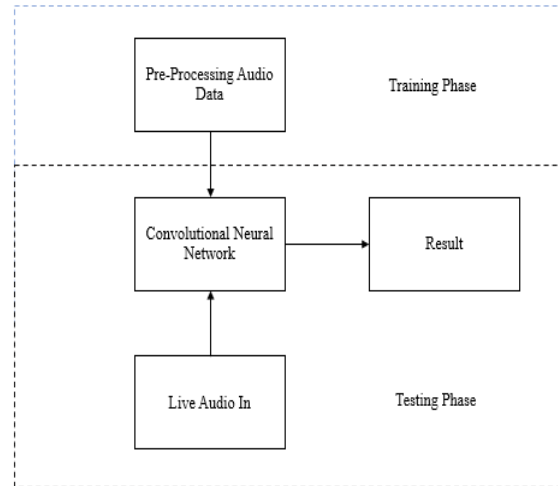 Pre-Processing Audio
Data
Training Phase
Convolutional Neural
Network
Result
Live Audio In
Testing Phase